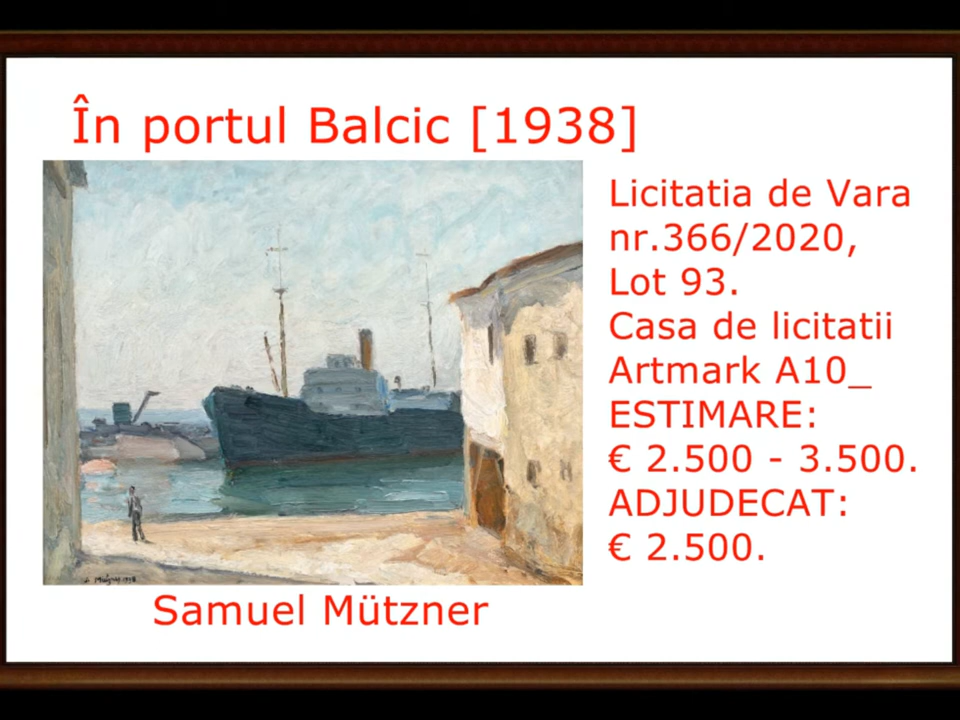 În portul Balcic [1938]
Licitatia de Vara
nr.366/2020,
Lot 93.
Casa de licitatii
Artmark A10_
ESTIMARE:
€ 2.500 - 3.500.
ADJUDECAT:
€ 2.500.
Samuel Mützner